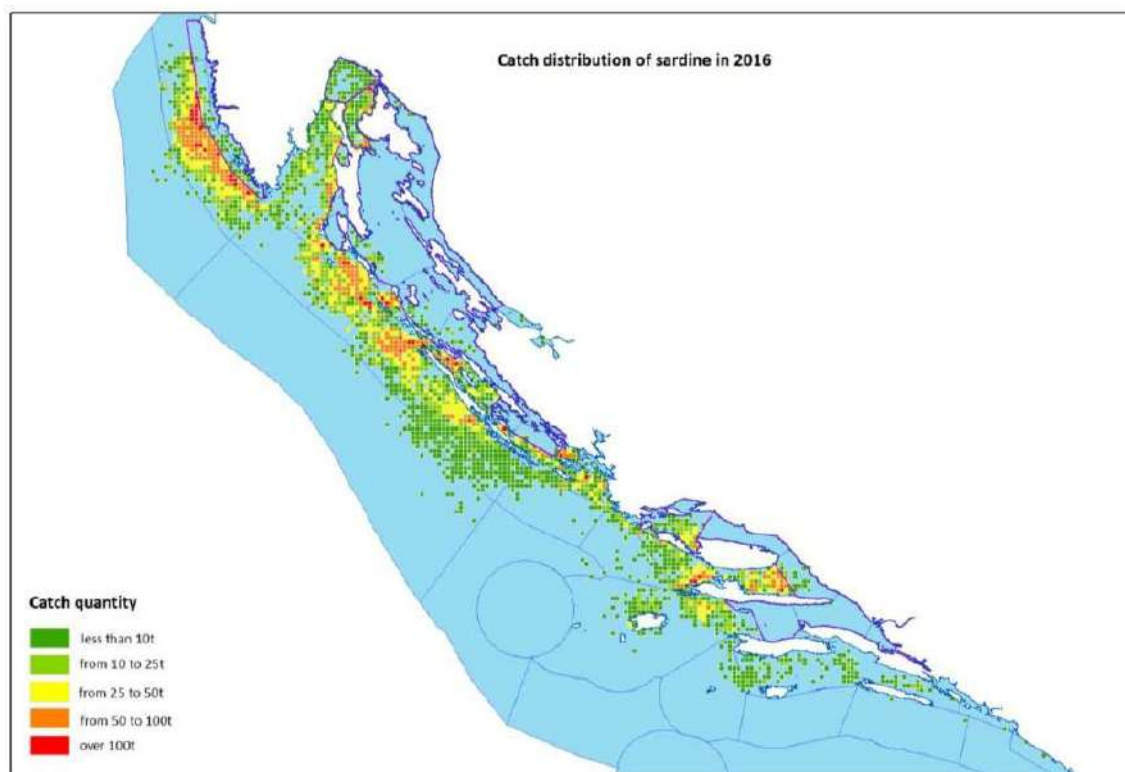 Catch distribution of sardine in 2016
Catch quantity
less than 10t
from 10 to 25t
from 25 to 50t
from 50 to 100t
over 100t